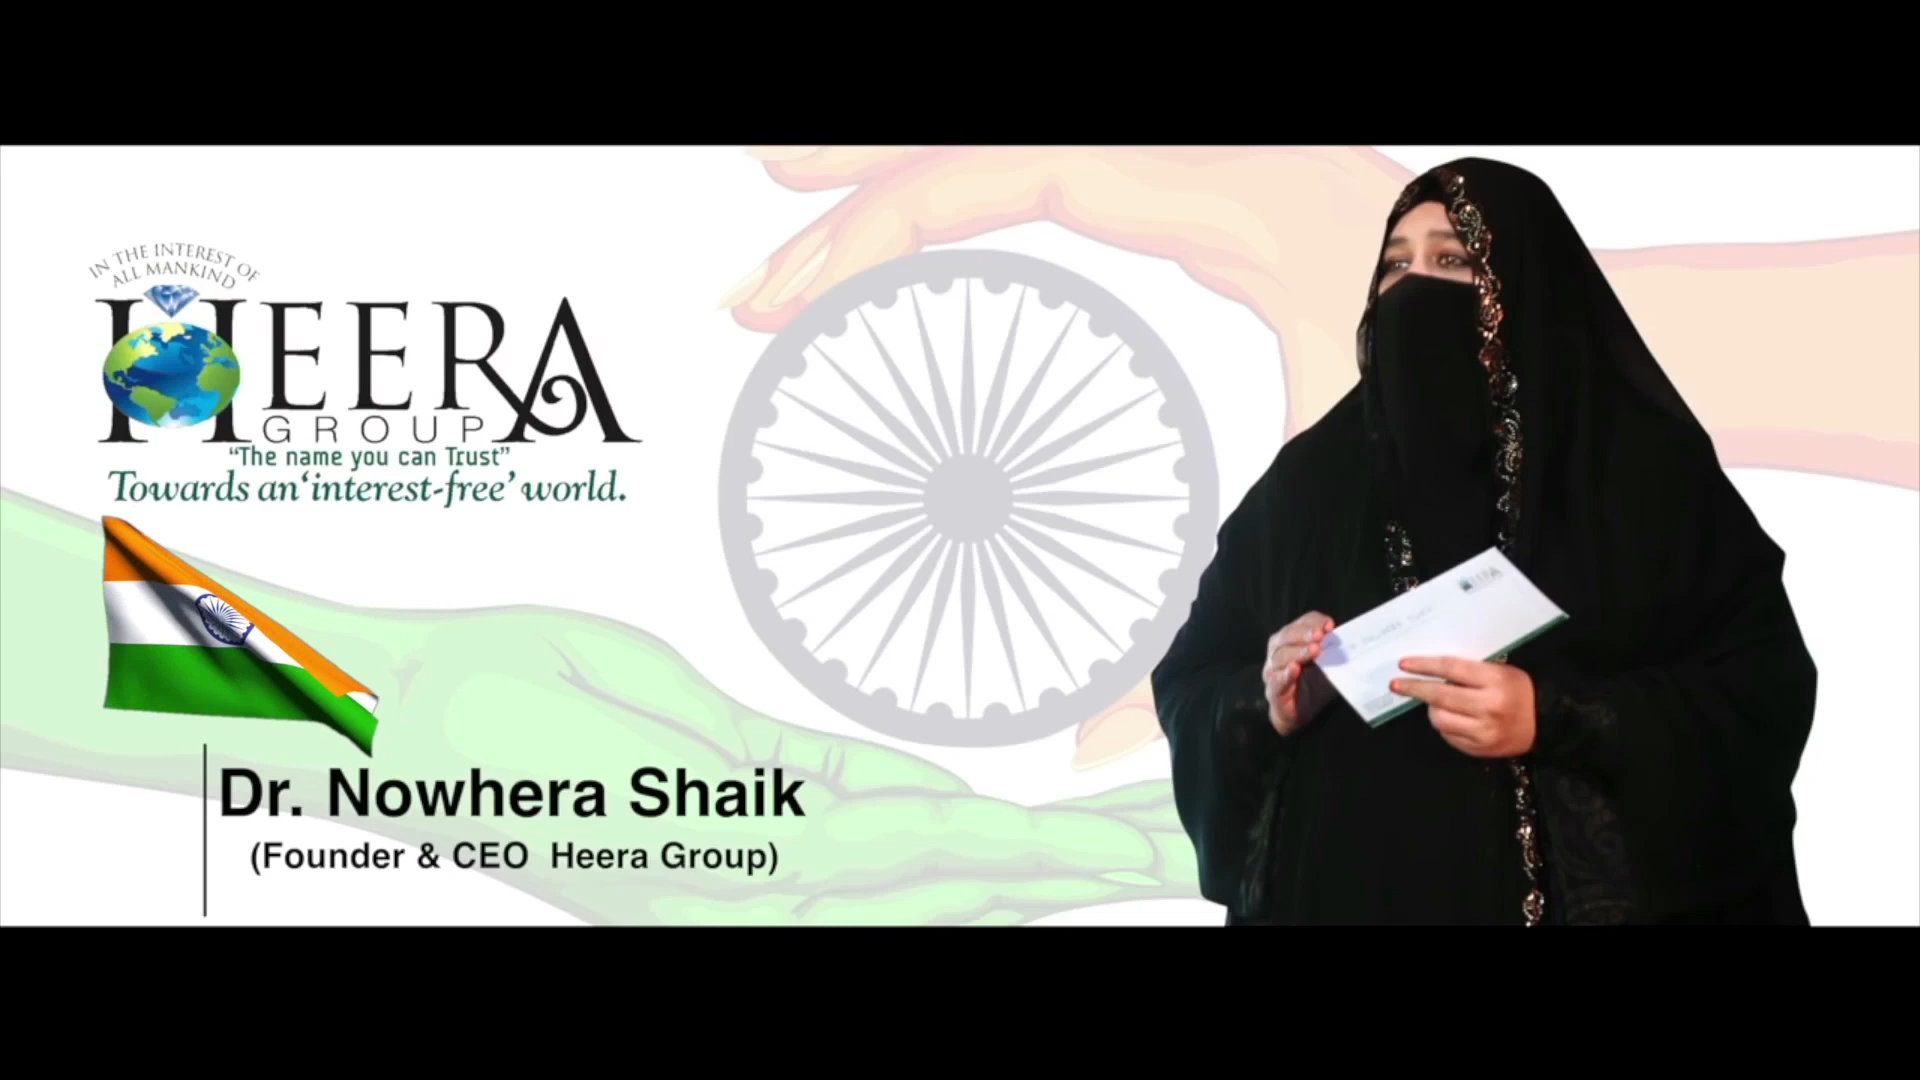 IN THE INTEREST OF
ALL MANKIND
HEERA
GROUP
“The name you can Trust”
Towards an ‘interest-free’ world.
Dr. Nowhera Shaik
(Founder & CEO  Heera Group)